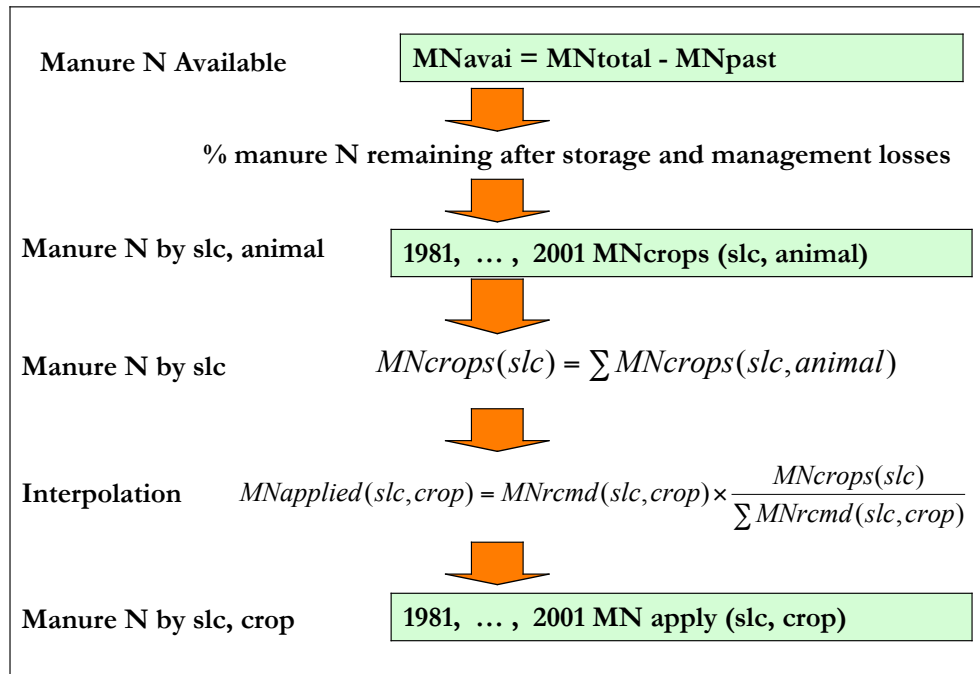 Manure N Available
MNavai = MNtotal - MNpast
% manure N remaining after storage and management losses
Manure N by slc, animal
1981, … , 2001 MNcrops (slc, animal)
Manure N by slc
MNcrops(slc) = ∑ MNcrops(slc, animal)
Interpolation
MNapplied(slc, crop) = MNrcmd(slc, crop) × MNcrops(slc) / ∑ MNrcmd(slc, crop)
Manure N by slc, crop
1981, … , 2001 MN apply (slc, crop)